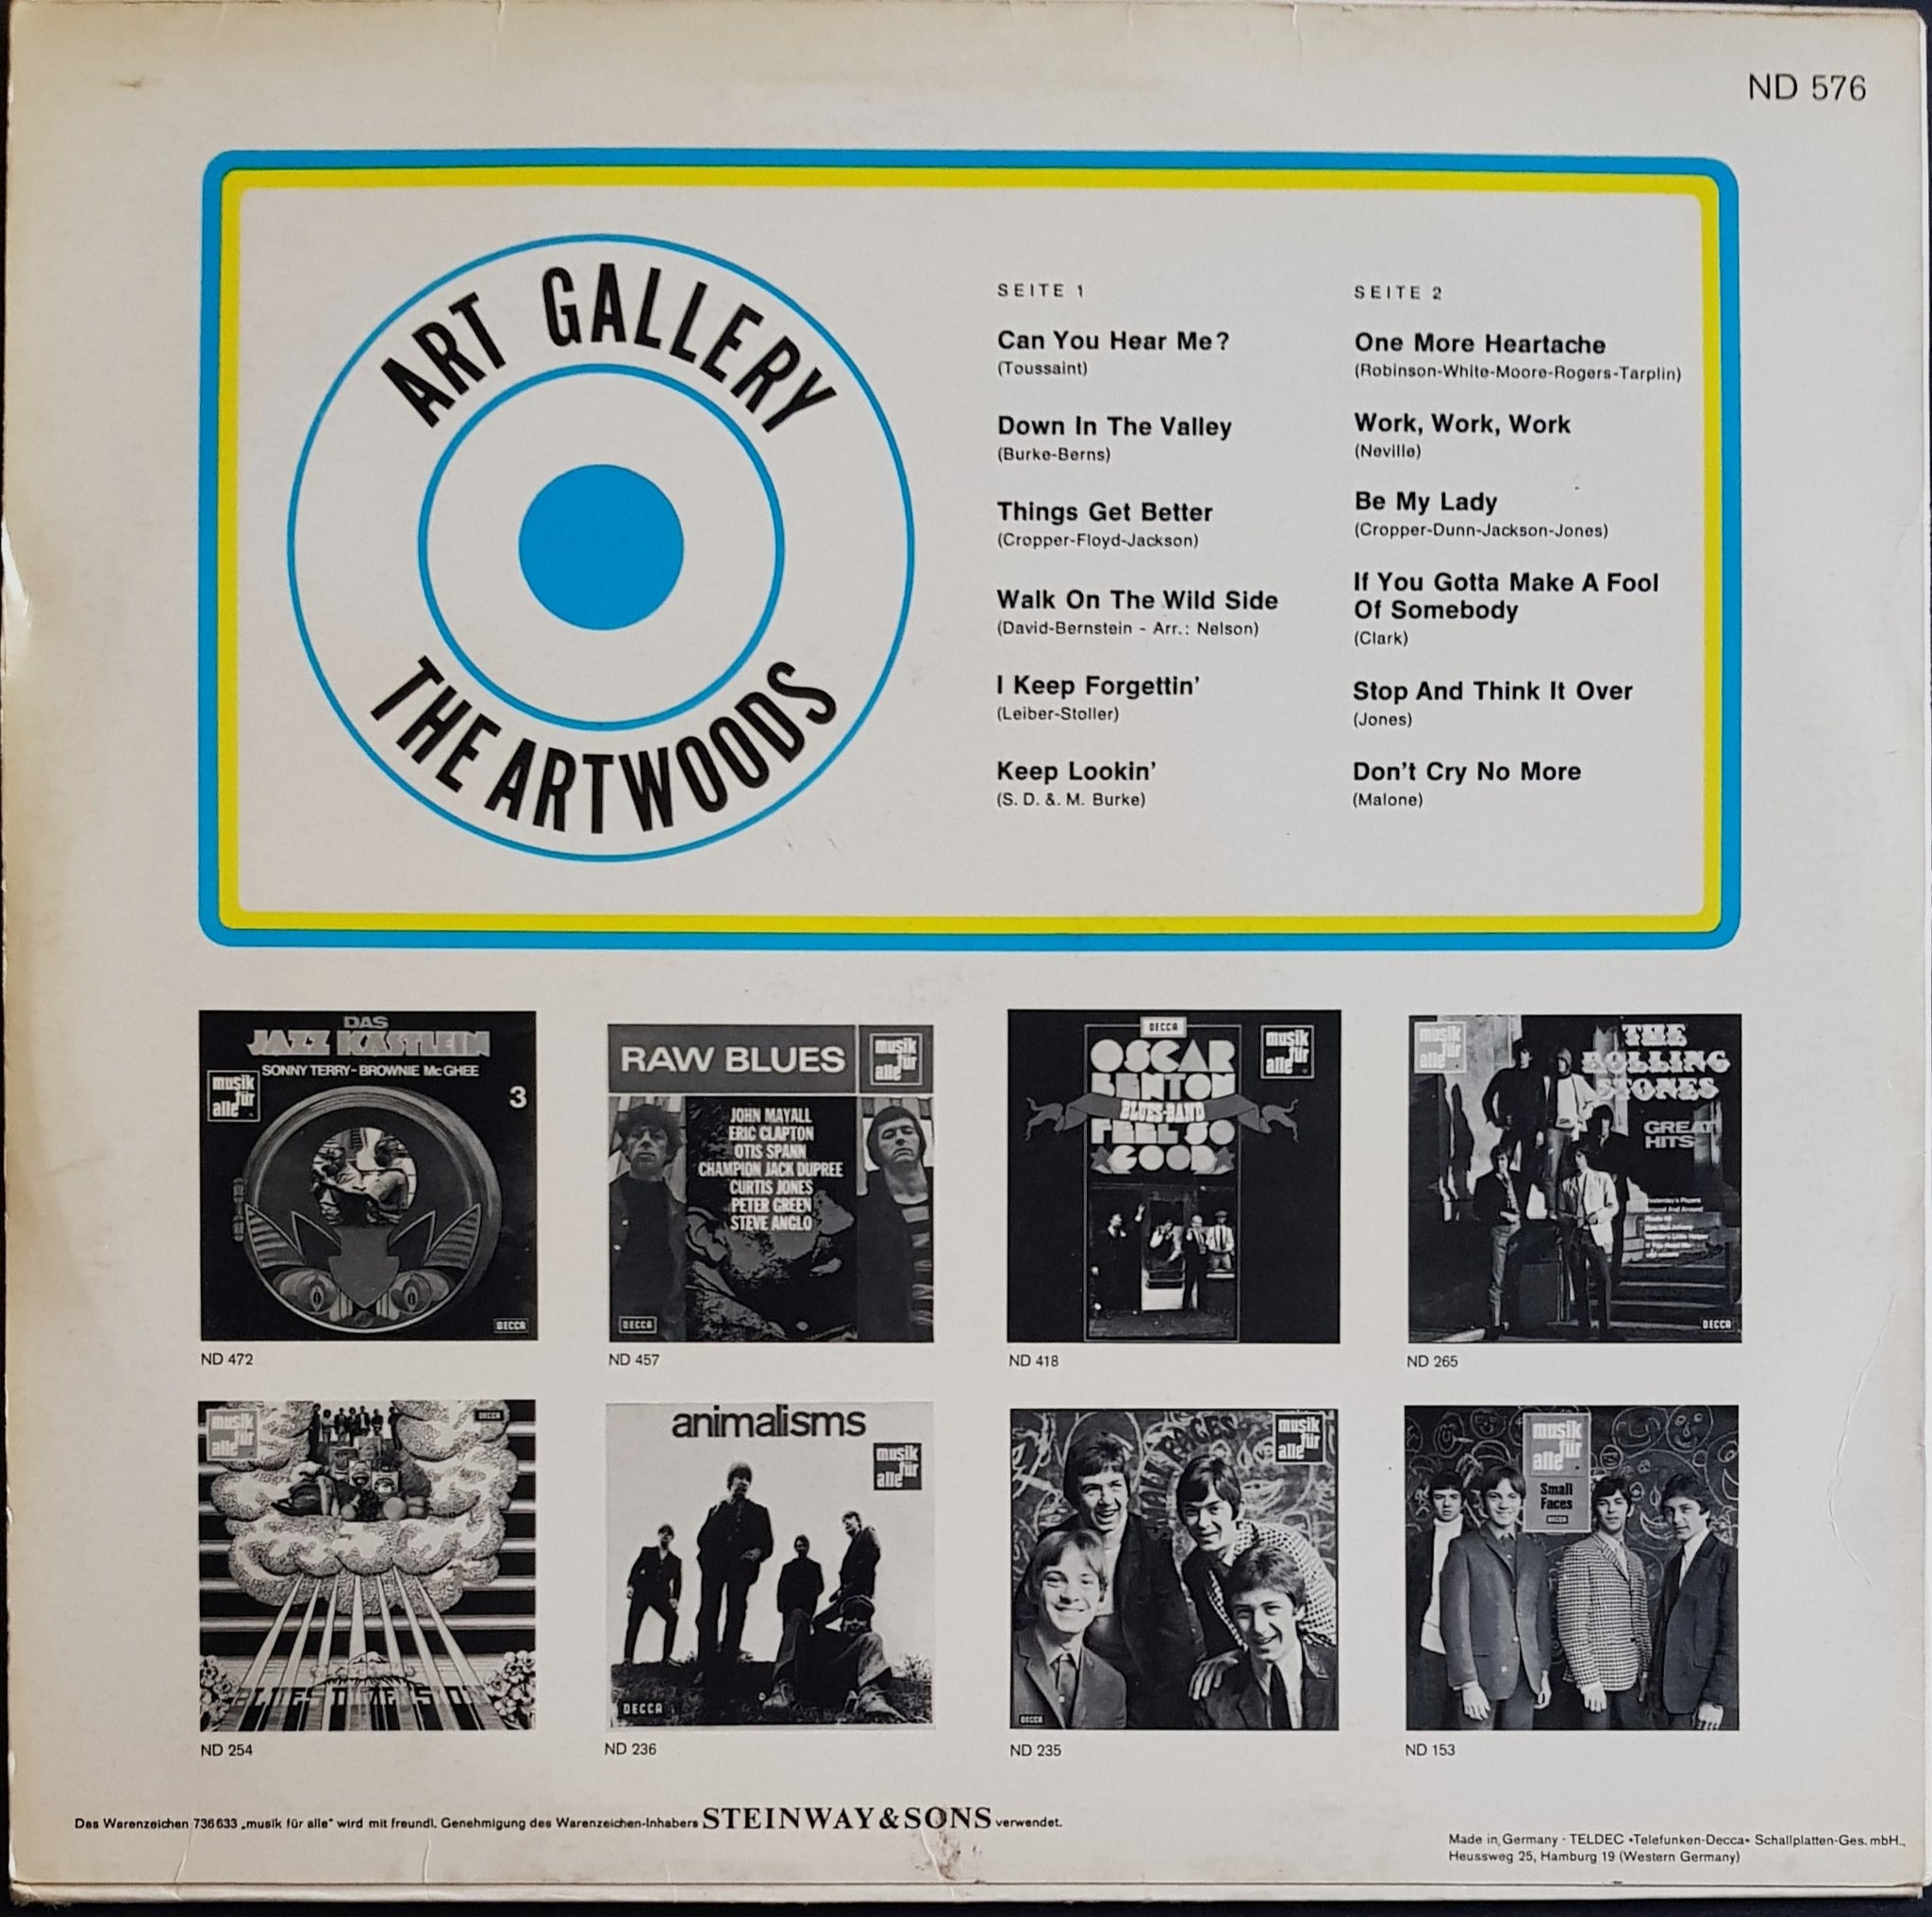 ND 576
ART GALLERY
THE ARTWOODS
SEITE 1
Can You Hear Me?
(Toussaint)
Down In The Valley
(Burke-Berns)
Things Get Better
(Cropper-Floyd-Jackson)
Walk On The Wild Side
(David-Bernstein - Arr.: Nelson)
I Keep Forgettin'
(Leiber-Stoller)
Keep Lookin'
(S. D. &. M. Burke)
SEITE 2
One More Heartache
(Robinson-White-Moore-Rogers-Tarplin)
Work, Work, Work
(Neville)
Be My Lady
(Cropper-Dunn-Jackson-Jones)
If You Gotta Make A Fool
Of Somebody
(Clark)
Stop And Think It Over
(Jones)
Don't Cry No More
(Malone)
DAS
JAZZ KÄSTLEIN
SONNY TERRY-BROWNIE Mc GHEE
musik
für
alle
3
DECCA
ND 472
RAW BLUES
musik
für
alle
JOHN MAYALL
ERIC CLAPTON
OTIS SPANN
CHAMPION JACK DUPREE
CURTIS JONES
PETER GREEN
STEVE ANGLO
DECCA
ND 457
DECCA
OSCAR
BENTON
BLUES-BAND
FEEL SO
GOOD
musik
für
alle
ND 418
musik
für
alle
THE
ROLLING
STONES
GREAT
HITS
DECCA
ND 265
musik
für
alle
DECCA
BLUES DIMENSION
ND 254
animalisms
musik
für
alle
DECCA
ND 236
FACES
musik
für
alle
DECCA
ND 235
musik
für
alle
Small
Faces
DECCA
ND 153
Das Warenzeichen 736633 „musik für alle" wird mit freundl. Genehmigung des Warenzeichen-Inhabers STEINWAY & SONS verwendet.
Made in Germany · TELDEC »Telefunken-Decca« Schallplatten-Ges. mbH.,
Heussweg 25, Hamburg 19 (Western Germany)